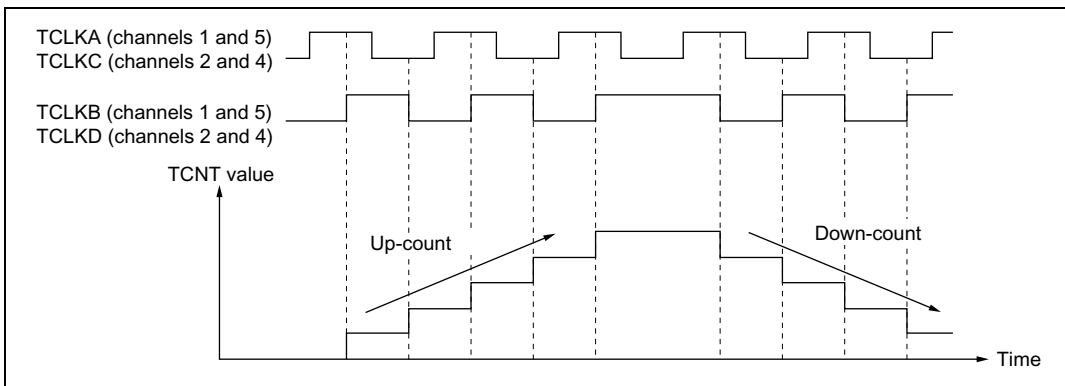 TCLKA (channels 1 and 5)
TCLKC (channels 2 and 4)
TCLKB (channels 1 and 5)
TCLKD (channels 2 and 4)
TCNT value
Up-count
Down-count
Time